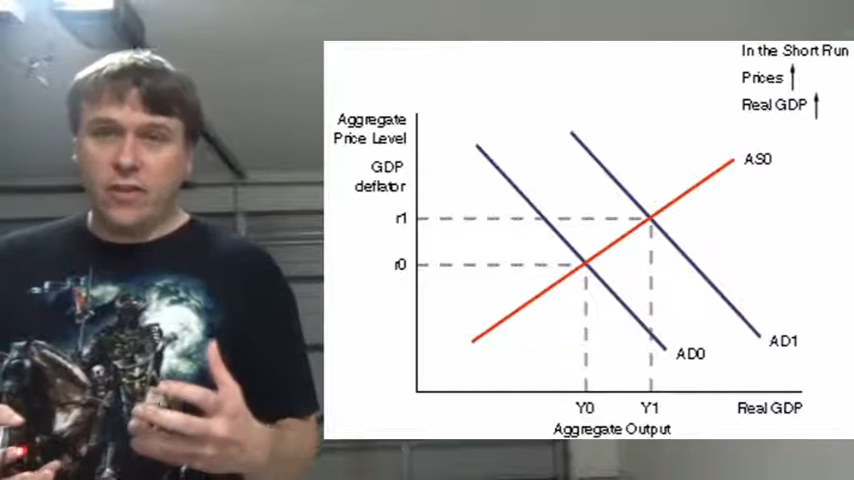 In the Short Run
Prices
Real GDP
Aggregate
Price Level
GDP
deflator
AS0
r1
r0
AD1
AD0
Y0
Y1
Real GDP
Aggregate Output